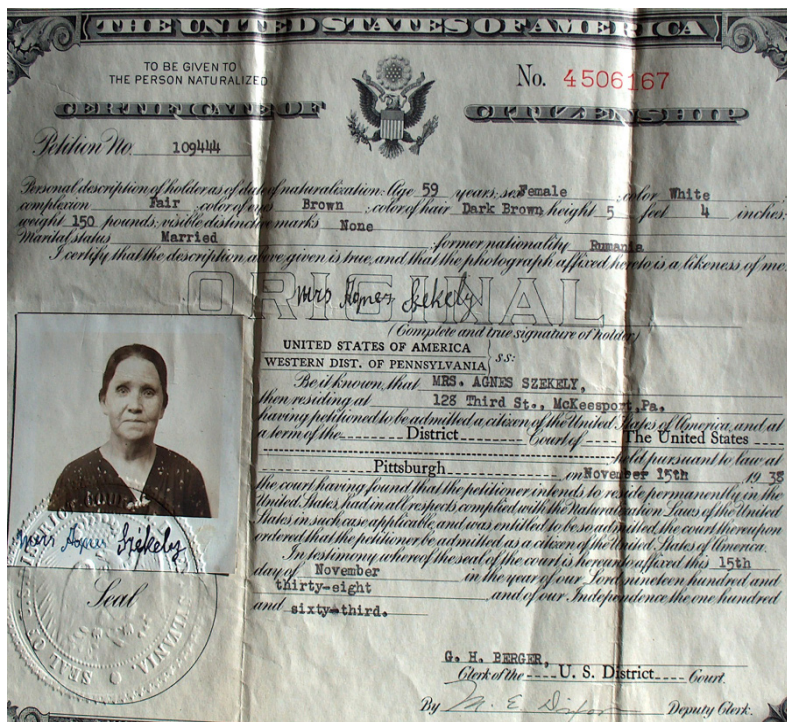 THE UNITED STATES OF AMERICA
TO BE GIVEN TO
THE PERSON NATURALIZED
No. 4506167
CERTIFICATE OF CITIZENSHIP
Petition No. 109444
Personal description of holder as of date of naturalization: Age 59 years; sex Female ; color White
complexion Fair ; color of eyes Brown ; color of hair Dark Brown, height 5 feet 4 inches;
weight 150 pounds; visible distinctive marks None
Marital status Married ; former nationality Rumania
I certify that the description above given is true, and that the photograph affixed hereto is a likeness of me.
ORIGINAL
Mrs Agnes Szekely
(Complete and true signature of holder)
UNITED STATES OF AMERICA
WESTERN DIST. OF PENNSYLVANIA } s.s:
Be it known, that MRS. AGNES SZEKELY,
then residing at 128 Third St., McKeesport, Pa.
having petitioned to be admitted a citizen of the United States of America, and at
a term of the District Court of The United States
held pursuant to law at
Pittsburgh on November 15th 1938
the court having found that the petitioner intends to reside permanently in the
United States, had in all respects complied with the Naturalization Laws of the United
States in such case applicable, and was entitled to be so admitted, the court thereupon
ordered that the petitioner be admitted as a citizen of the United States of America.
In testimony whereof the seal of the court is hereunto affixed this 15th
day of November in the year of our Lord nineteen hundred and
thirty-eight and of our Independence the one hundred
and sixty-third.
Mrs Agnes Szekely
Seal
G. H. BERGER,
Clerk of the U. S. District Court.
By M. E. Deputy Clerk.